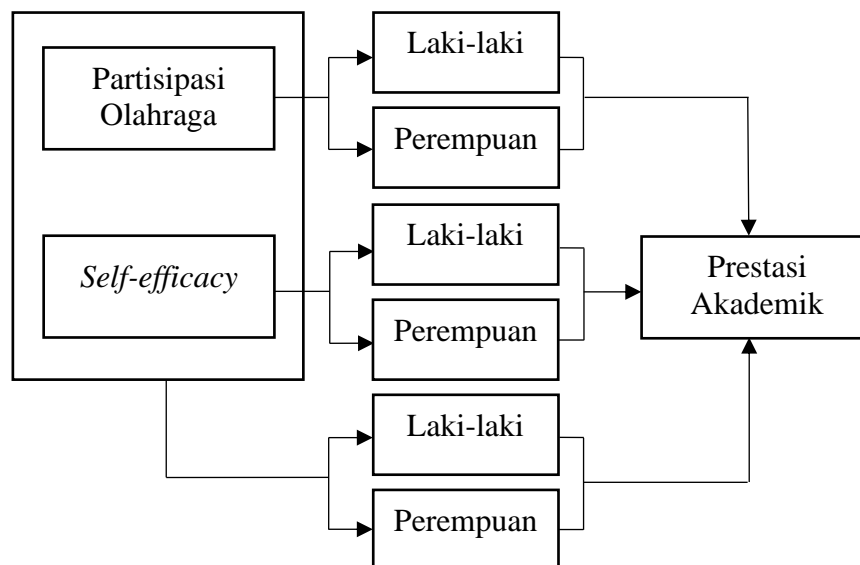 Partisipasi
Olahraga
Laki-laki
Perempuan
Self-efficacy
Laki-laki
Perempuan
Prestasi
Akademik
Laki-laki
Perempuan